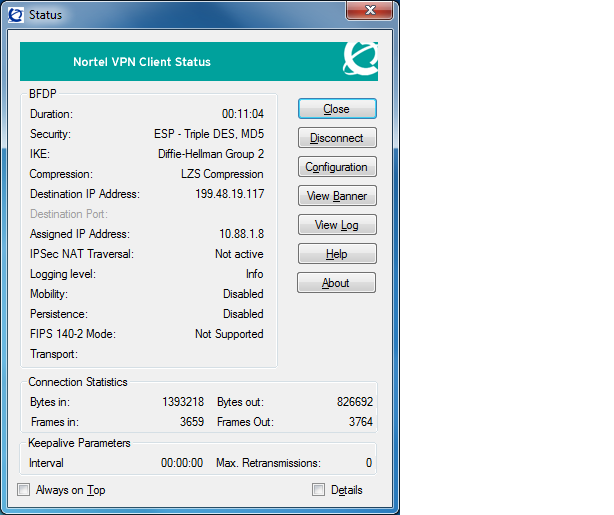 Status
Nortel VPN Client Status
BFDP
Duration: 00:11:04
Security: ESP - Triple DES, MD5
IKE: Diffie-Hellman Group 2
Compression: LZS Compression
Destination IP Address: 199.48.19.117
Destination Port:
Assigned IP Address: 10.88.1.8
IPSec NAT Traversal: Not active
Logging level: Info
Mobility: Disabled
Persistence: Disabled
FIPS 140-2 Mode: Not Supported
Transport:
Close
Disconnect
Configuration
View Banner
View Log
Help
About
Connection Statistics
Bytes in: 1393218 Bytes out: 826692
Frames in: 3659 Frames Out: 3764
Keepalive Parameters
Interval 00:00:00 Max. Retransmissions: 0
Always on Top Details